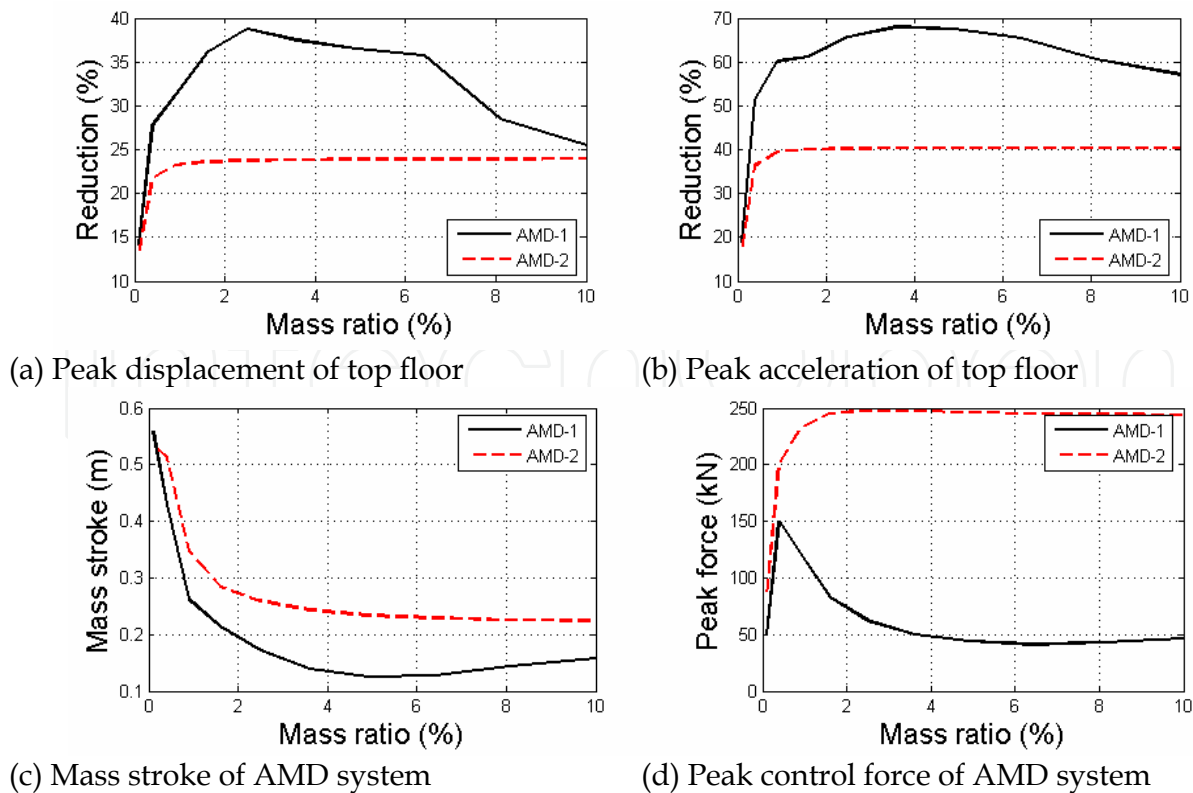 40
35
30
25
20
15
10
Reduction (%)
AMD-1
AMD-2
0 2 4 6 8 10
Mass ratio (%)
(a) Peak displacement of top floor
70
60
50
40
30
20
10
Reduction (%)
AMD-1
AMD-2
0 2 4 6 8 10
Mass ratio (%)
(b) Peak acceleration of top floor
0.6
0.5
0.4
0.3
0.2
0.1
Mass stroke (m)
AMD-1
AMD-2
0 2 4 6 8 10
Mass ratio (%)
(c) Mass stroke of AMD system
250
200
150
100
50
0
Peak force (kN)
AMD-1
AMD-2
0 2 4 6 8 10
Mass ratio (%)
(d) Peak control force of AMD system